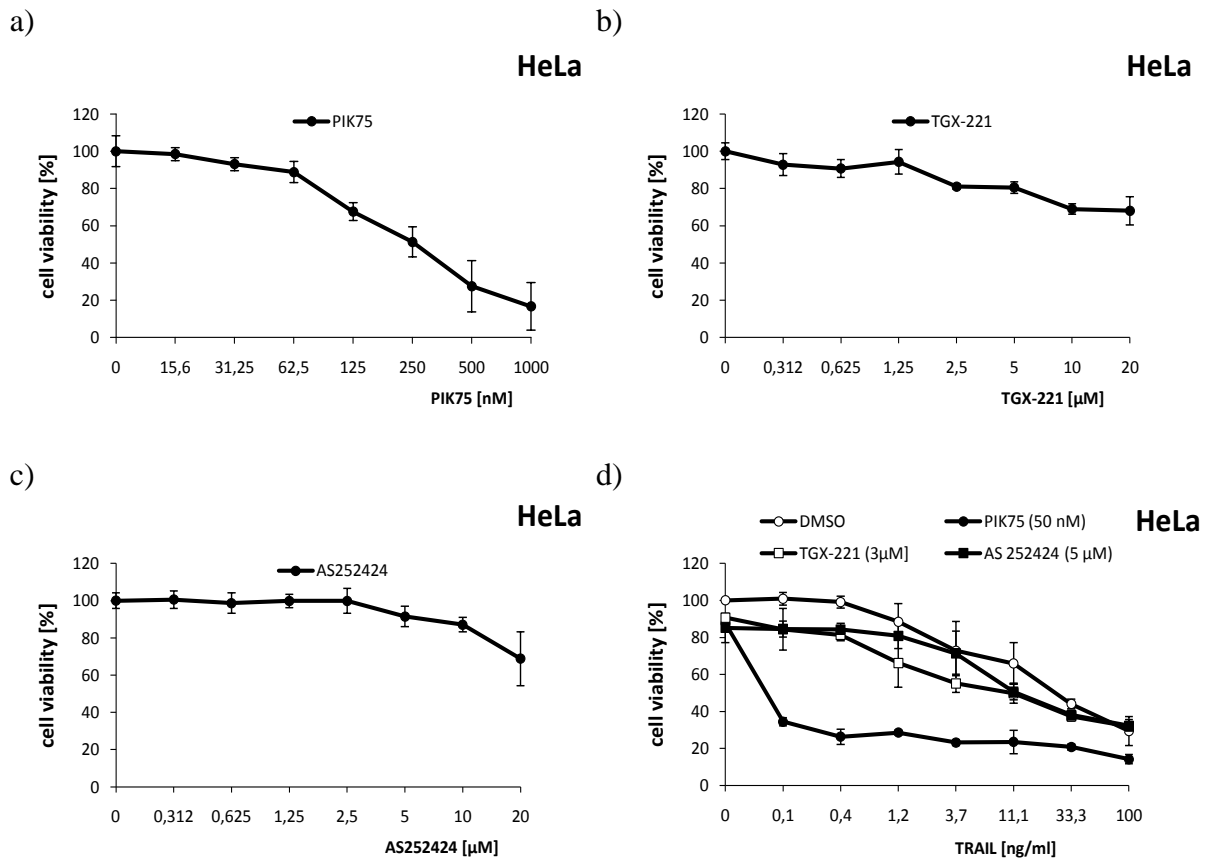 a)
HeLa
PIK75
120
100
80
60
40
20
0
cell viability [%]
0 15,6 31,25 62,5 125 250 500 1000
PIK75 [nM]
b)
HeLa
TGX-221
120
100
80
60
40
20
0
cell viability [%]
0 0,312 0,625 1,25 2,5 5 10 20
TGX-221 [µM]
c)
HeLa
AS252424
120
100
80
60
40
20
0
cell viability [%]
0 0,312 0,625 1,25 2,5 5 10 20
AS252424 [µM]
d)
HeLa
DMSO PIK75 (50 nM)
TGX-221 (3µM] AS 252424 (5 µM)
120
100
80
60
40
20
0
cell viability [%]
0 0,1 0,4 1,2 3,7 11,1 33,3 100
TRAIL [ng/ml]